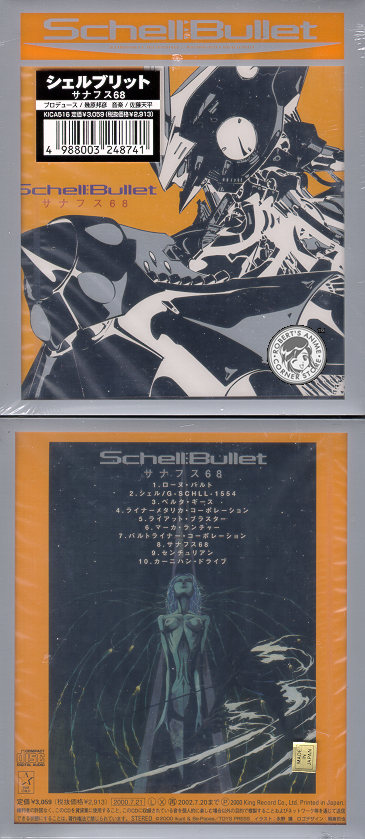 Schell:Bullet
シェルブリット
サナフス68
プロデュース / 幾原邦彦 音楽 / 佐藤天平
KICA516 定価¥3,059 (税抜価格¥2,913)
4 988003 248741
Schell:Bullet
サナフス68
ROBERT'S ANIME
CORNER STORE
Schell:Bullet
サナフス68
1.ローヌ・バルト
2.シェル/G-SCHLL-1554
3.ベルタ・ギース
4.ライナーメタリカ・コーポレーション
5.ライアット・ブラスター
6.マーカ・ランチャー
7.バルトライナー・コーポレーション
8.サナフス68
9.センチュリアン
10.カーニハン・ドライブ
MADE IN JAPAN
COMPACT
disc
DIGITAL AUDIO
定価¥3,059 (税抜価格¥2,913) 2000.7.21 L X 再 2002.7.20まで Ⓟ 2000 King Record Co., Ltd. Printed in Japan.
STEREO